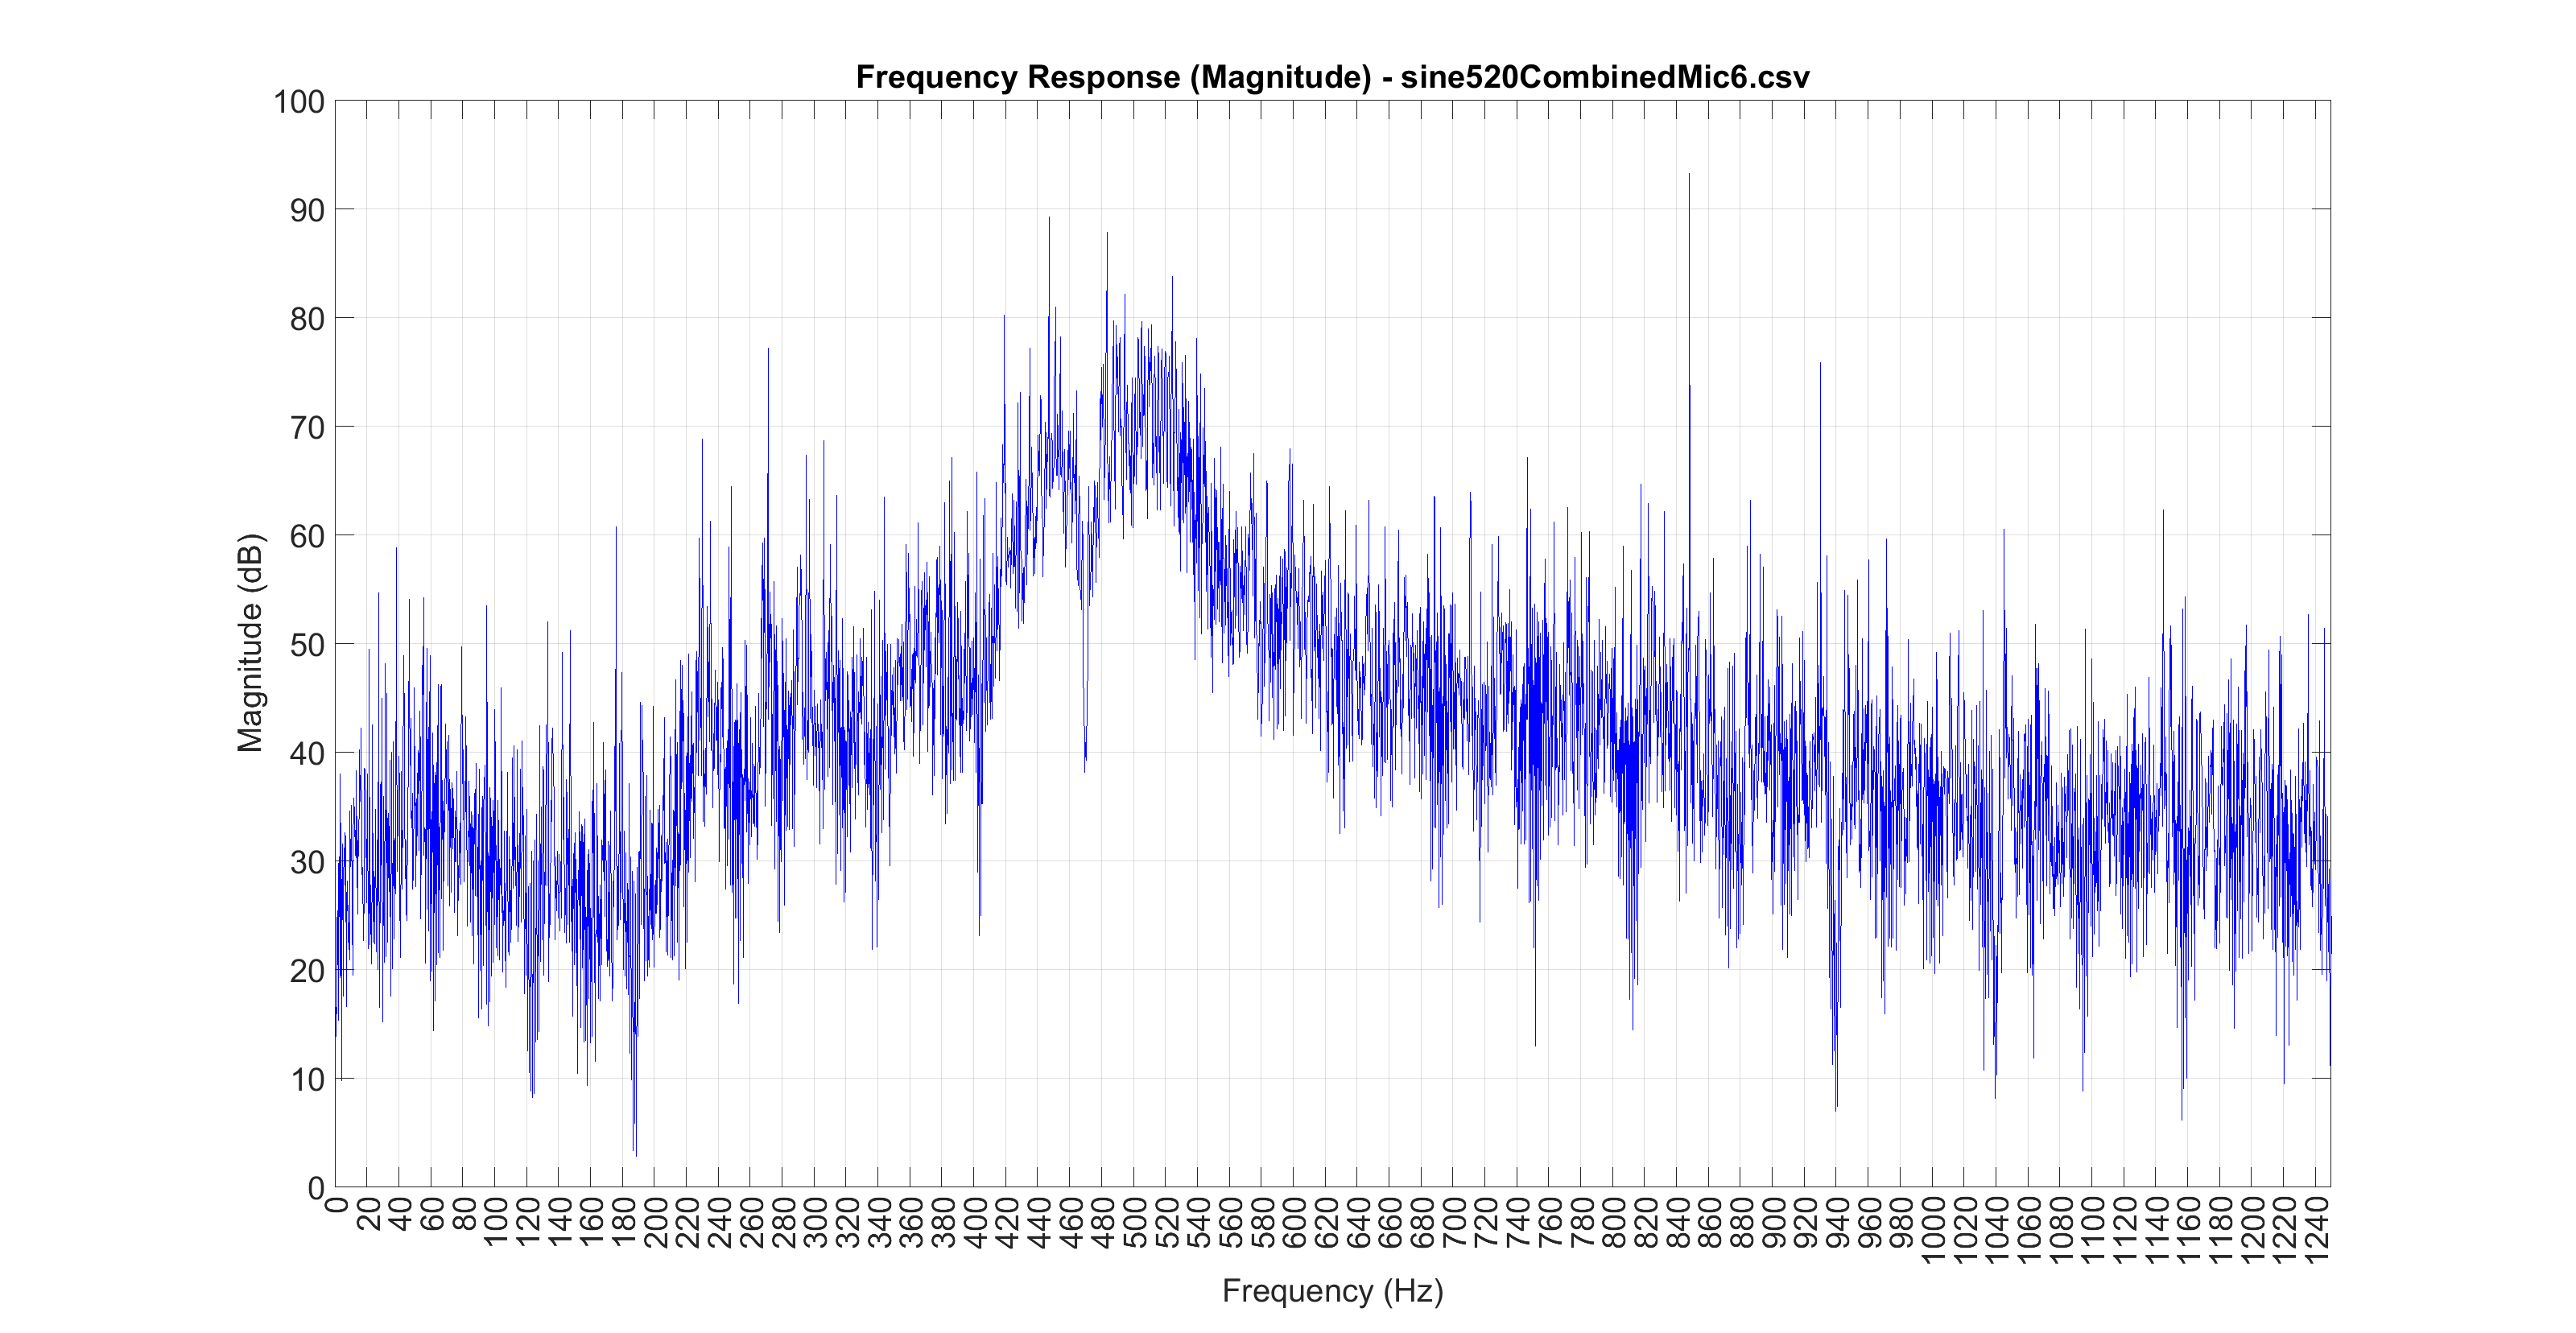 Frequency Response (Magnitude) - sine520CombinedMic6.csv
100
90
80
70
60
50
40
30
20
10
0
Magnitude (dB)
0 20 40 60 80 100 120 140 160 180 200 220 240 260 280 300 320 340 360 380 400 420 440 460 480 500 520 540 560 580 600 620 640 660 680 700 720 740 760 780 800 820 840 860 880 900 920 940 960 980 1000 1020 1040 1060 1080 1100 1120 1140 1160 1180 1200 1220 1240
Frequency (Hz)